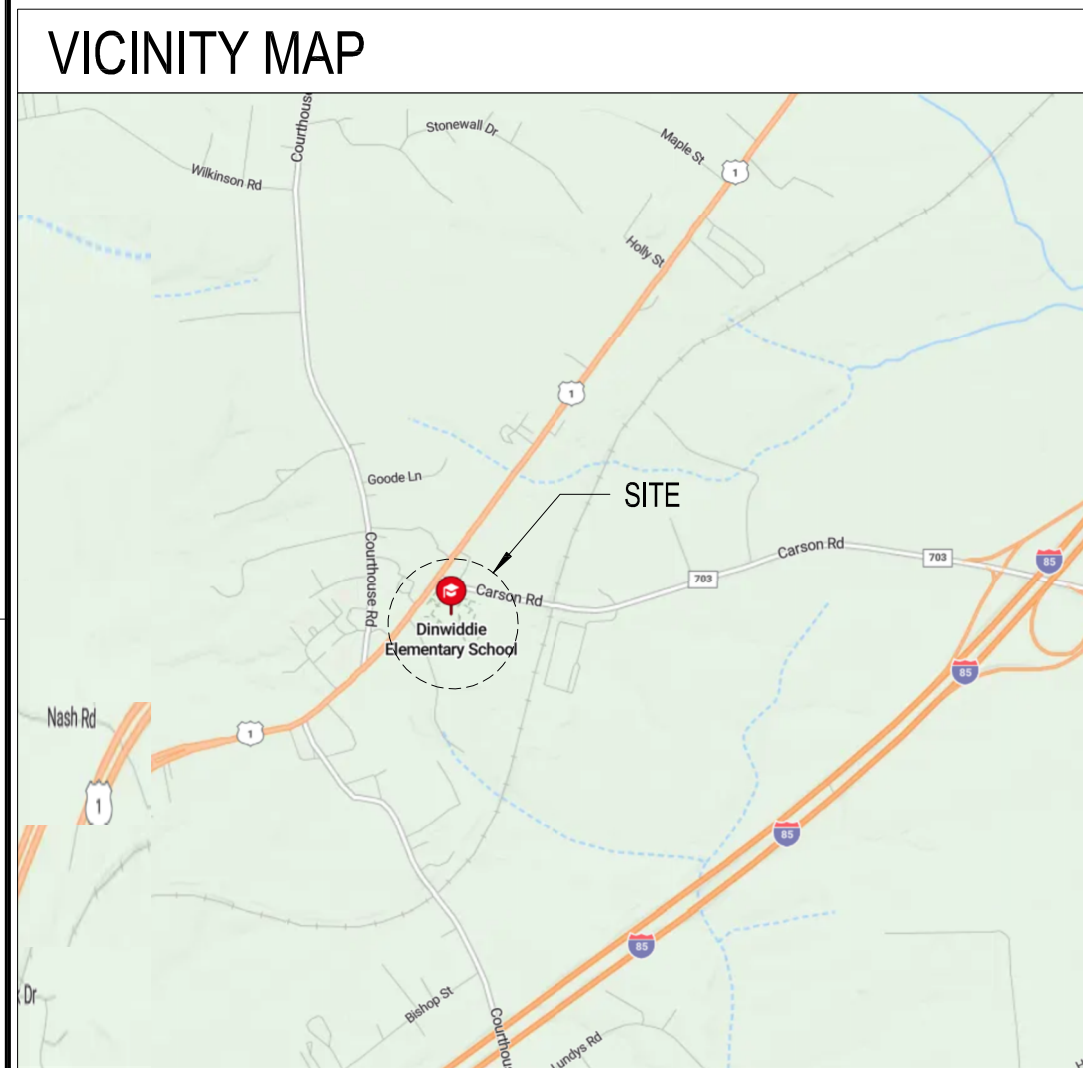 VICINITY MAP
Courthouse
Stonewall Dr
Maple St
1
Wilkinson Rd
Holly St
1
Goode Ln
SITE
Courthouse Rd
Carson Rd
703
703
85
Carson Rd
Dinwiddie
Elementary School
85
Nash Rd
1
1
85
85
Dr
Bishop St
Courthou
undys Rd